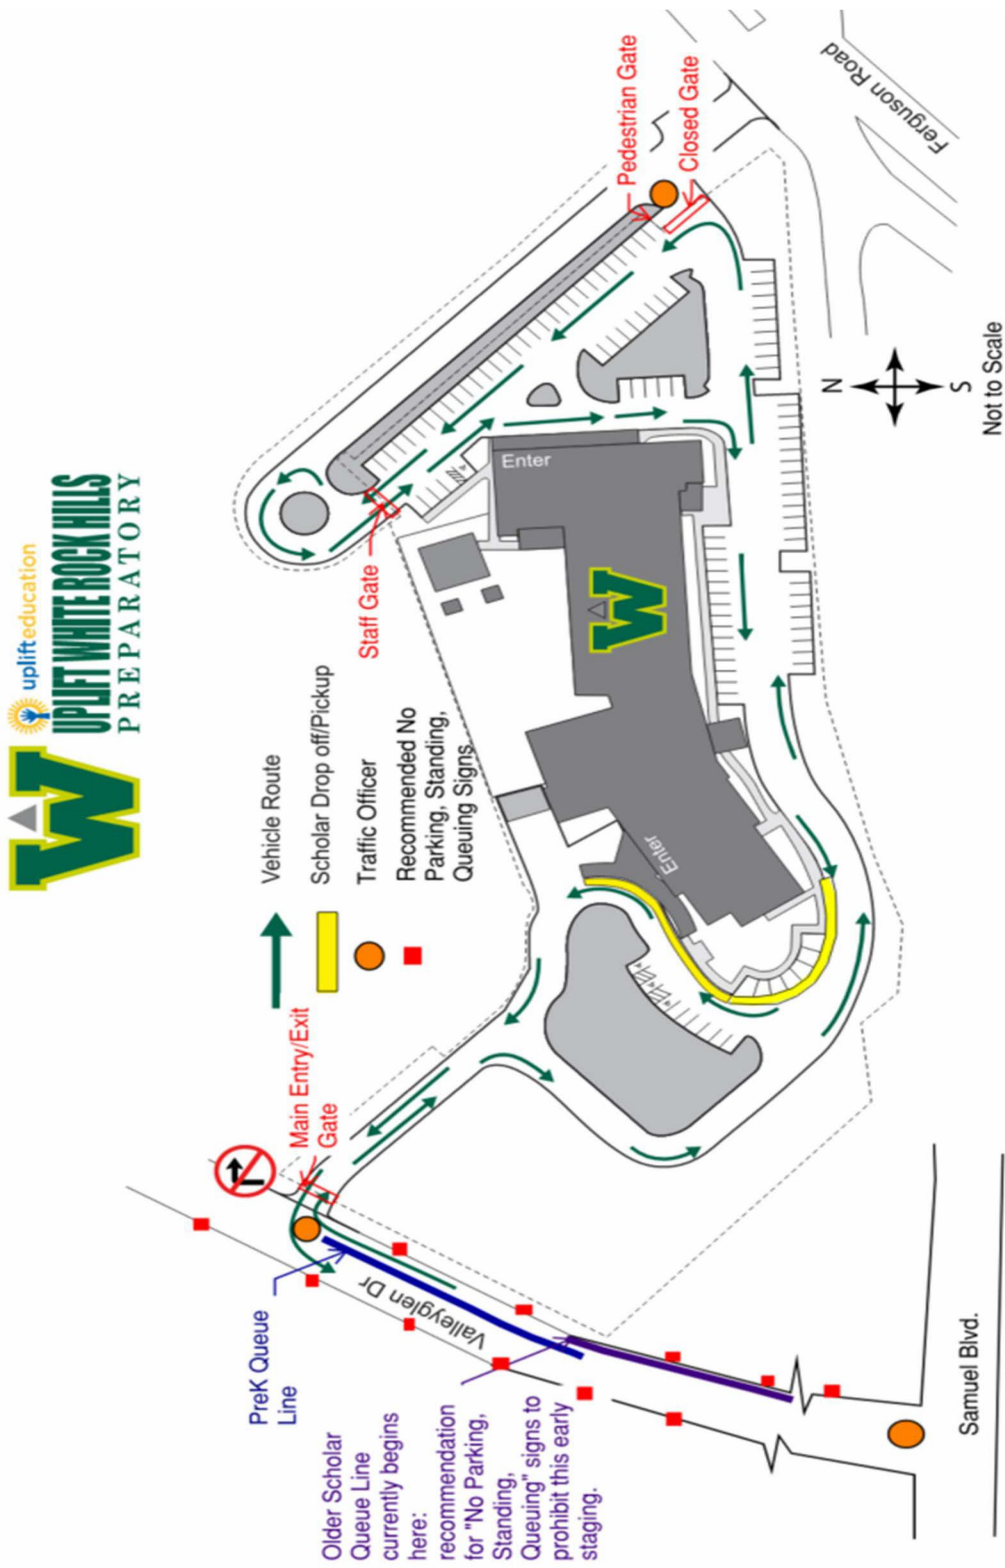 W
uplifteducation
UPLIFT WHITE ROCK HILLS
PREPARATORY
Vehicle Route
Scholar Drop off/Pickup
Traffic Officer
Recommended No
Parking, Standing,
Queuing Signs
Main Entry/Exit
Gate
Staff Gate
Pedestrian Gate
Closed Gate
Ferguson Road
Enter
W
Enter
PreK Queue
Line
Valleyglen Dr
Older Scholar
Queue Line
currently begins
here:
recommendation
for "No Parking,
Standing,
Queuing" signs to
prohibit this early
staging.
Samuel Blvd.
N
S
Not to Scale